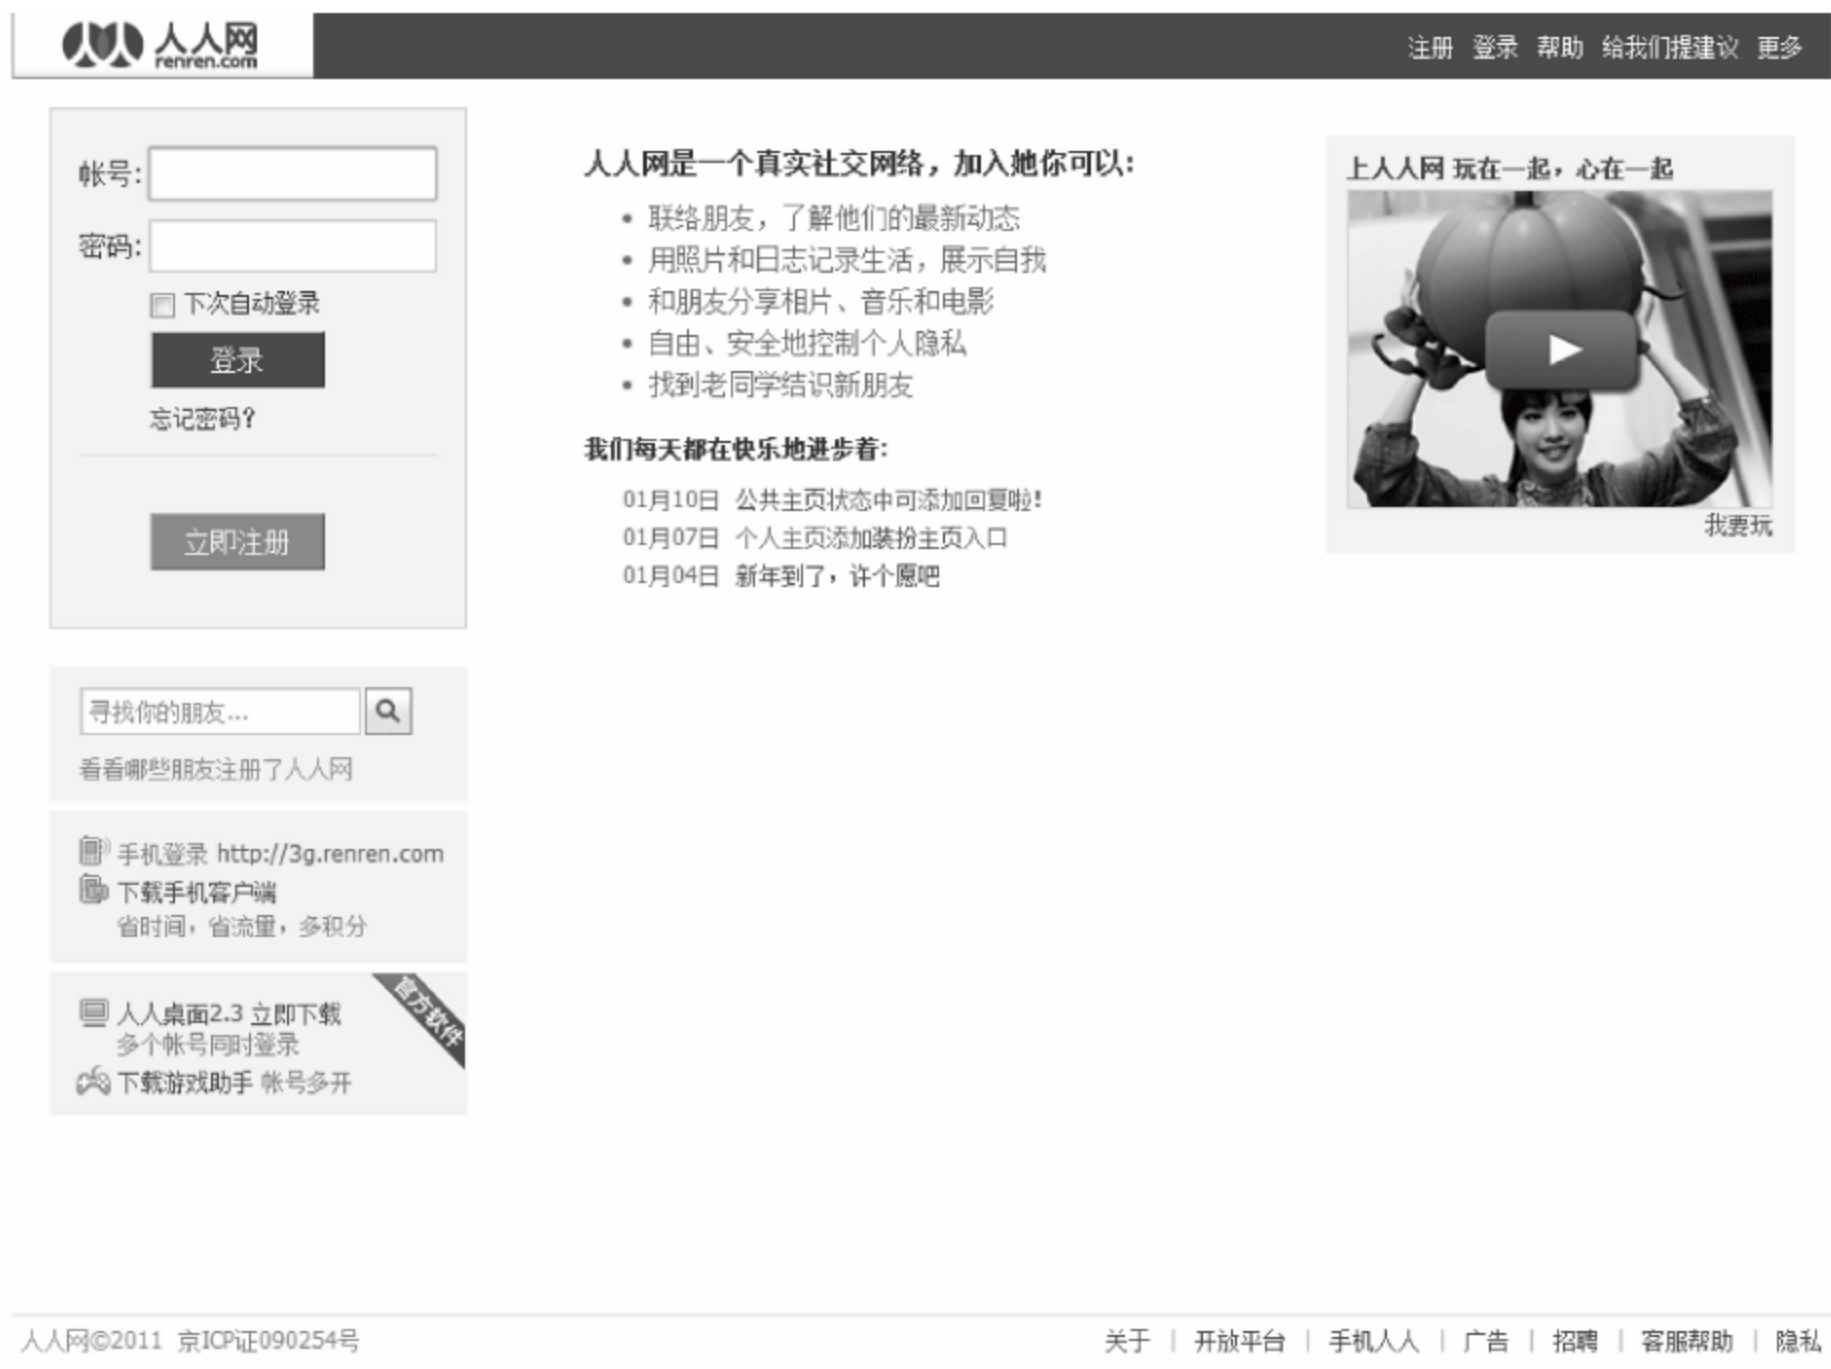 人人网
renren.com
注册 登录 帮助 给我们提建议 更多
帐号:
密码:
下次自动登录
登录
忘记密码?
立即注册
寻找你的朋友...
看看哪些朋友注册了人人网
手机登录 http://3g.renren.com
下载手机客户端
省时间，省流量，多积分
官方软件
人人桌面2.3 立即下载
多个帐号同时登录
下载游戏助手 帐号多开
人人网是一个真实社交网络，加入她你可以:
• 联络朋友，了解他们的最新动态
• 用照片和日志记录生活，展示自我
• 和朋友分享相片、音乐和电影
• 自由、安全地控制个人隐私
• 找到老同学结识新朋友
我们每天都在快乐地进步着:
01月10日 公共主页状态中可添加回复啦!
01月07日 个人主页添加装扮主页入口
01月04日 新年到了，许个愿吧
上人人网 玩在一起，心在一起
我要玩
人人网©2011 京ICP证090254号
关于 | 开放平台 | 手机人人 | 广告 | 招聘 | 客服帮助 | 隐私